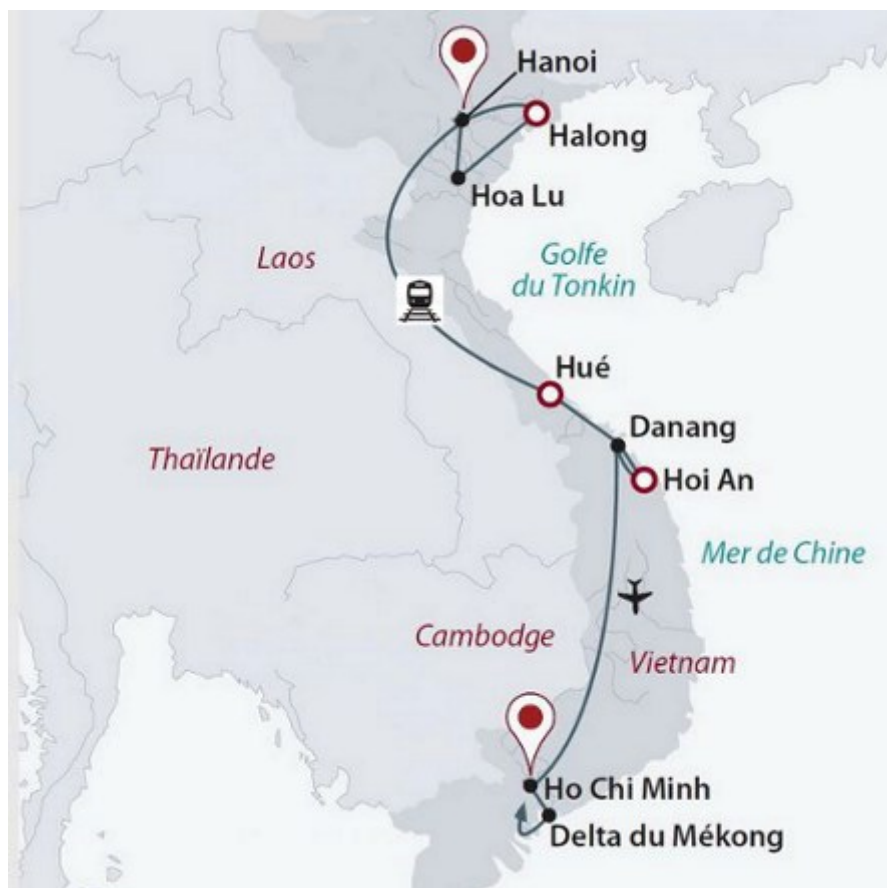 Hanoi
Halong
Hoa Lu
Laos
Golfe
du Tonkin
Hué
Danang
Thaïlande
Hoi An
Mer de Chine
Cambodge
Vietnam
Ho Chi Minh
Delta du Mékong